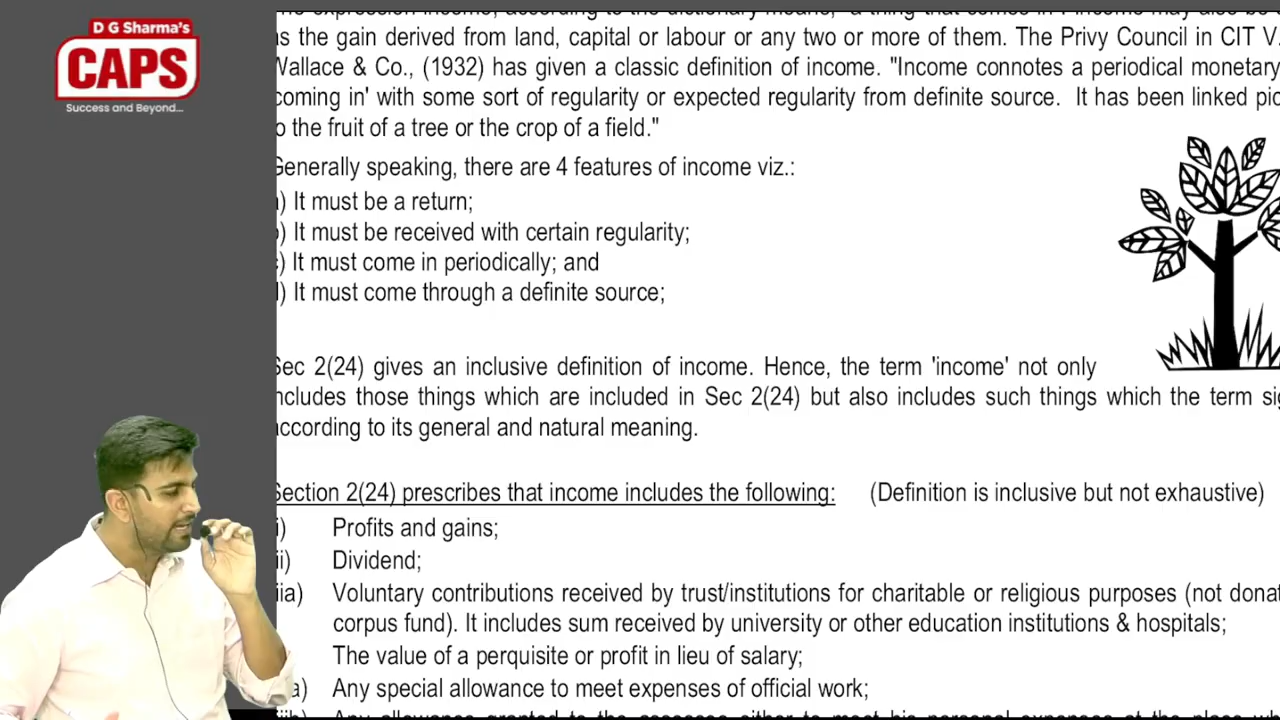 D G Sharma's
CAPS
Success and Beyond...
as the gain derived from land, capital or labour or any two or more of them. The Privy Council in CIT V.
Wallace & Co., (1932) has given a classic definition of income. "Income connotes a periodical monetary
coming in' with some sort of regularity or expected regularity from definite source. It has been linked
to the fruit of a tree or the crop of a field."
Generally speaking, there are 4 features of income viz.:
) It must be a return;
) It must be received with certain regularity;
) It must come in periodically; and
) It must come through a definite source;
Sec 2(24) gives an inclusive definition of income. Hence, the term 'income' not only
includes those things which are included in Sec 2(24) but also includes such things which the term
according to its general and natural meaning.
Section 2(24) prescribes that income includes the following: (Definition is inclusive but not exhaustive)
i) Profits and gains;
ii) Dividend;
iia) Voluntary contributions received by trust/institutions for charitable or religious purposes (not
corpus fund). It includes sum received by university or other education institutions & hospitals;
The value of a perquisite or profit in lieu of salary;
a) Any special allowance to meet expenses of official work;